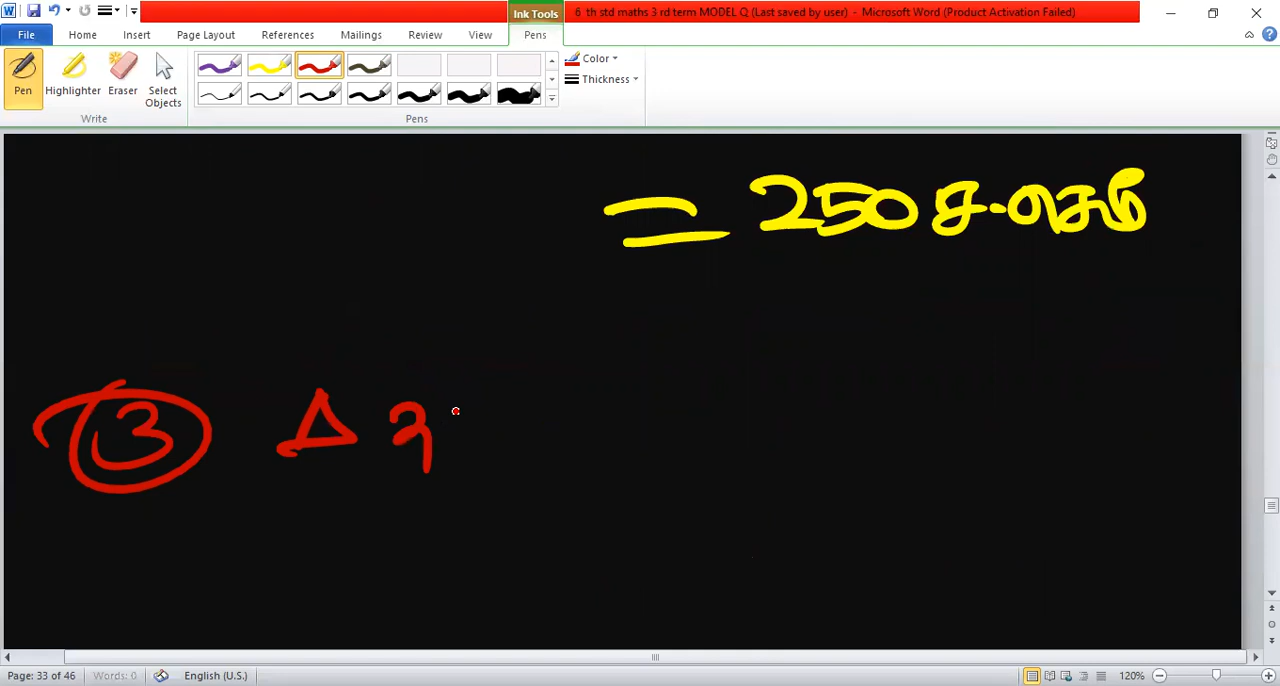 6 th std maths 3 rd term MODEL Q (Last saved by user) - Microsoft Word (Product Activation Failed)
Ink Tools
File Home Insert Page Layout References Mailings Review View Pens
Pen Highlighter Eraser Select Objects
Color
Thickness
Write
Pens
= 250 ச.செமீ
3 Δ
Page: 33 of 46 Words: 0 English (U.S.) 120%